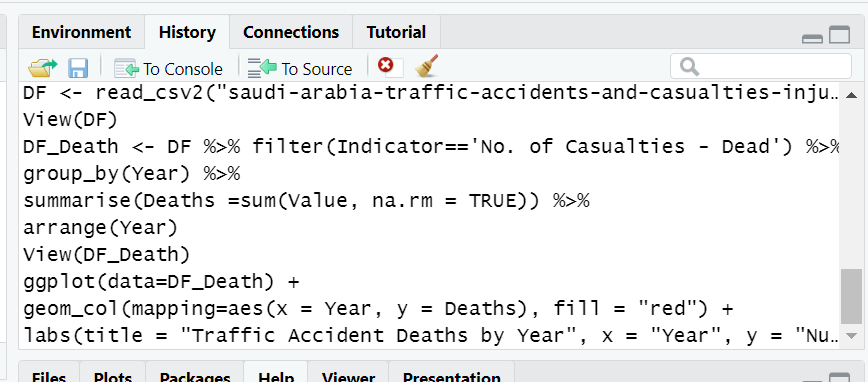 Environment History Connections Tutorial
To Console To Source
DF <- read_csv2("saudi-arabia-traffic-accidents-and-casualties-inju…
View(DF)
DF_Death <- DF %>% filter(Indicator=='No. of Casualties - Dead') %>%
group_by(Year) %>%
summarise(Deaths =sum(Value, na.rm = TRUE)) %>%
arrange(Year)
View(DF_Death)
ggplot(data=DF_Death) +
geom_col(mapping=aes(x = Year, y = Deaths), fill = "red") +
labs(title = "Traffic Accident Deaths by Year", x = "Year", y = "Nu…
Files Plots Packages Help Viewer Presentation